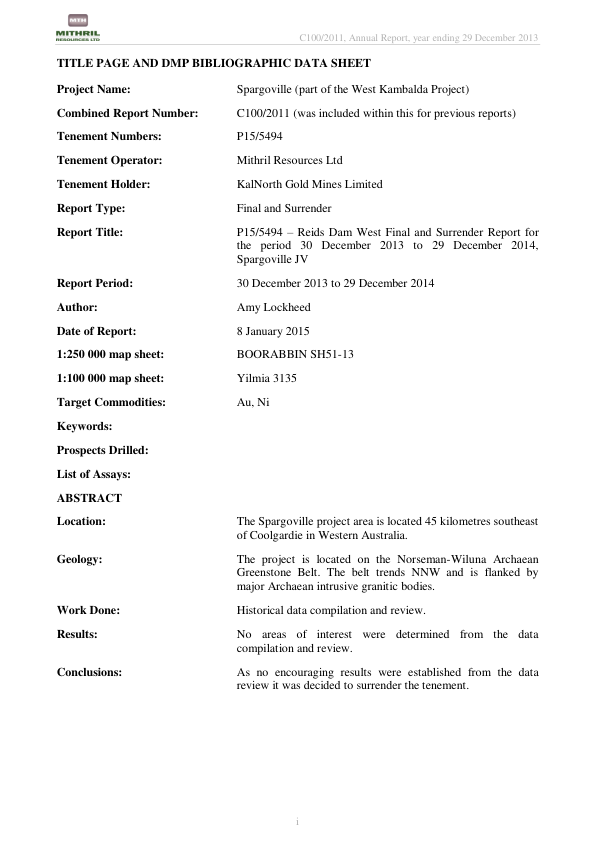 MTH
MITHRIL
RESOURCES LTD
C100/2011, Annual Report, year ending 29 December 2013
TITLE PAGE AND DMP BIBLIOGRAPHIC DATA SHEET
Project Name: Spargoville (part of the West Kambalda Project)
Combined Report Number: C100/2011 (was included within this for previous reports)
Tenement Numbers: P15/5494
Tenement Operator: Mithril Resources Ltd
Tenement Holder: KalNorth Gold Mines Limited
Report Type: Final and Surrender
Report Title: P15/5494 – Reids Dam West Final and Surrender Report for
the period 30 December 2013 to 29 December 2014,
Spargoville JV
Report Period: 30 December 2013 to 29 December 2014
Author: Amy Lockheed
Date of Report: 8 January 2015
1:250 000 map sheet: BOORABBIN SH51-13
1:100 000 map sheet: Yilmia 3135
Target Commodities: Au, Ni
Keywords:
Prospects Drilled:
List of Assays:
ABSTRACT
Location: The Spargoville project area is located 45 kilometres southeast
of Coolgardie in Western Australia.
Geology: The project is located on the Norseman-Wiluna Archaean
Greenstone Belt. The belt trends NNW and is flanked by
major Archaean intrusive granitic bodies.
Work Done: Historical data compilation and review.
Results: No areas of interest were determined from the data
compilation and review.
Conclusions: As no encouraging results were established from the data
review it was decided to surrender the tenement.
i